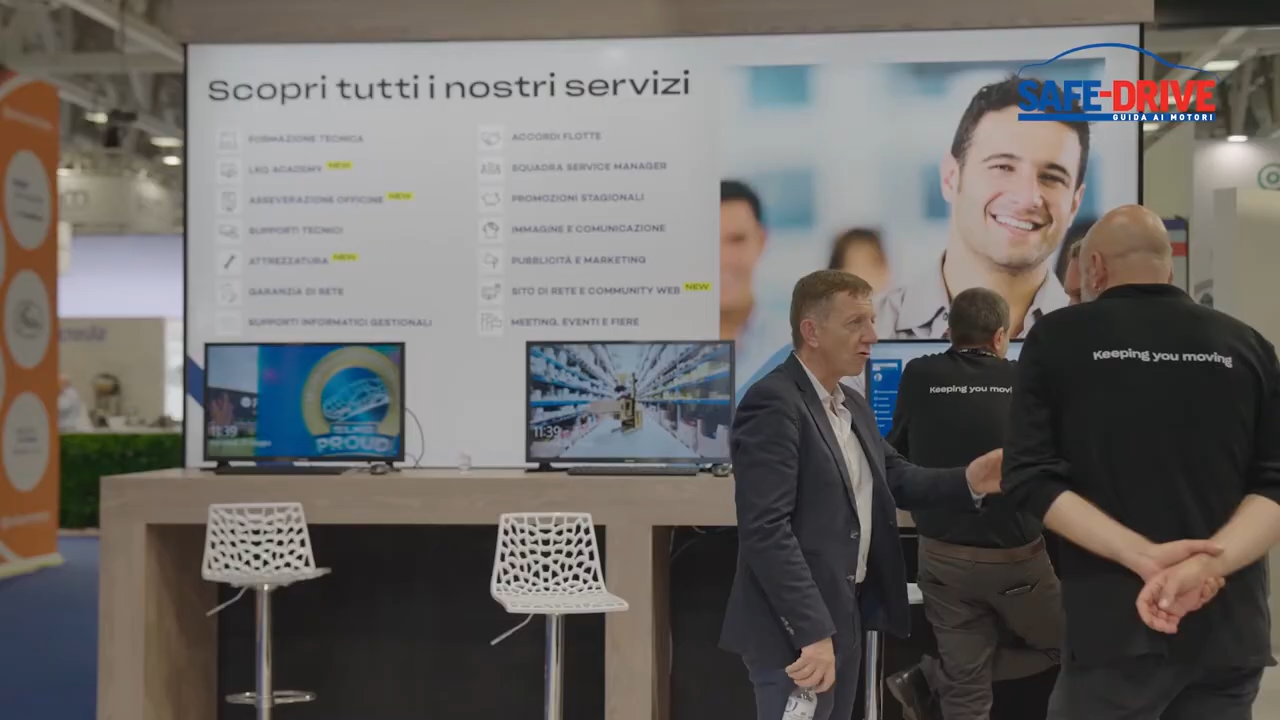 SAFE-DRIVE
GUIDA AI MOTORI
Scopri tutti i nostri servizi
FORMAZIONE TECNICA
LKQ ACADEMY NEW
ASSEVERAZIONE OFFICINE NEW
SUPPORTI TECNICI
ATTREZZATURA NEW
GARANZIA DI RETE
SUPPORTI INFORMATICI GESTIONALI
ACCORDI FLOTTE
SQUADRA SERVICE MANAGER
PROMOZIONI STAGIONALI
IMMAGINE E COMUNICAZIONE
PUBBLICITÀ E MARKETING
SITO DI RETE E COMMUNITY WEB NEW
MEETING, EVENTI E FIERE
11:39
PROUD
11:39
Keeping you movi
Keeping you moving